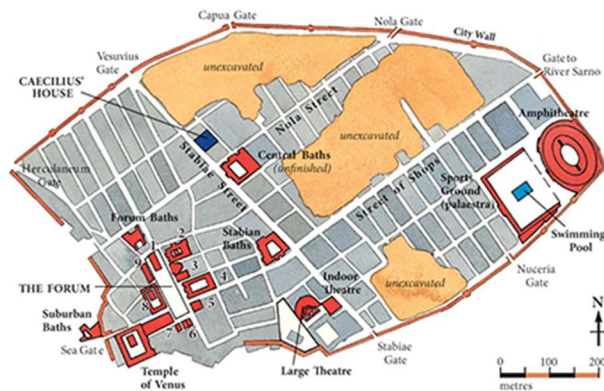 Capua Gate
Nola Gate
City Wall
Vesuvius
Gate
Gate to
River Sarno
CAECILIUS'
HOUSE
unexcavated
Nola Street
unexcavated
Amphitheatre
Herculaneum
Gate
Stabiae Street
Central Baths
(unfinished)
Street of Shops
Sports
Ground
(palaestra)
Forum Baths
Stabian
Baths
Swimming
Pool
2
3
4
9
THE FORUM
8
5
Indoor
Theatre
unexcavated
Nuceria
Gate
Suburban
Baths
7
6
Sea Gate
Temple
of Venus
Large Theatre
Stabiae
Gate
N
0
100
200
metres